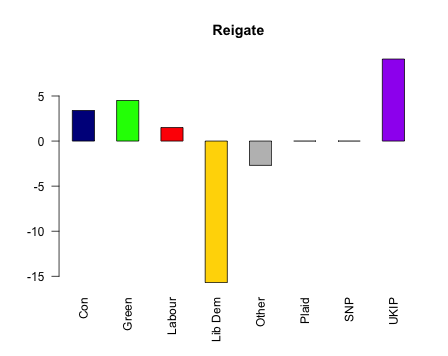 Reigate
5
0
-5
-10
-15
Con
Green
Labour
Lib Dem
Other
Plaid
SNP
UKIP